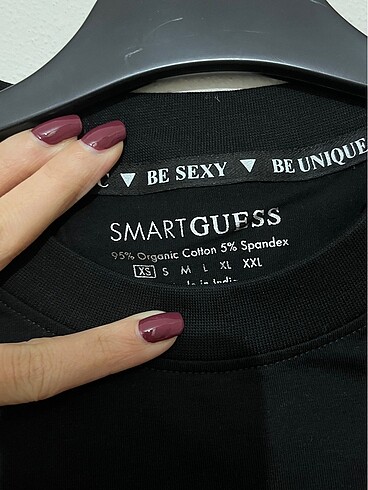 C ▼ BE SEXY ▼ BE UNIQUE
SMARTGUESS
95% Organic Cotton 5% Spandex
XS S M L XL XXL